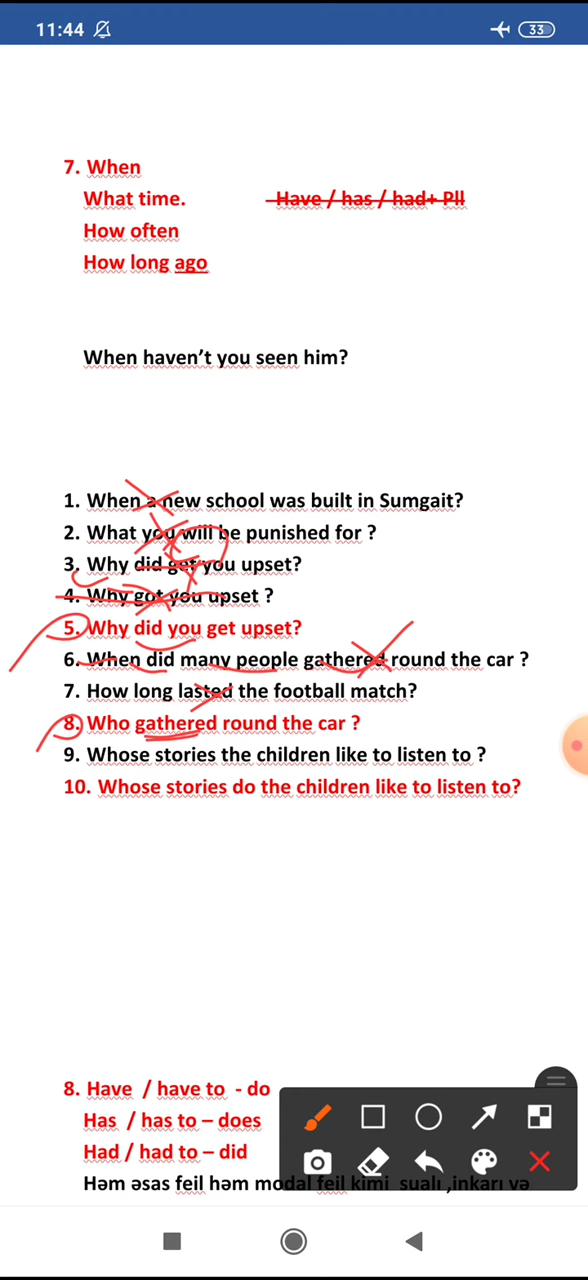 11:44
33
7. When
What time. Have / has / had+ Pll
How often
How long ago
When haven't you seen him?
1. When a new school was built in Sumgait?
2. What you will be punished for ?
3. Why did get you upset?
4. Why got you upset ?
5. Why did you get upset?
6. When did many people gathered round the car ?
7. How long lasted the football match?
8. Who gathered round the car ?
9. Whose stories the children like to listen to ?
10. Whose stories do the children like to listen to?
8. Have / have to - do
Has / has to – does
Had / had to – did
Həm əsas feil həm modal feil kimi sualı ,inkarı və